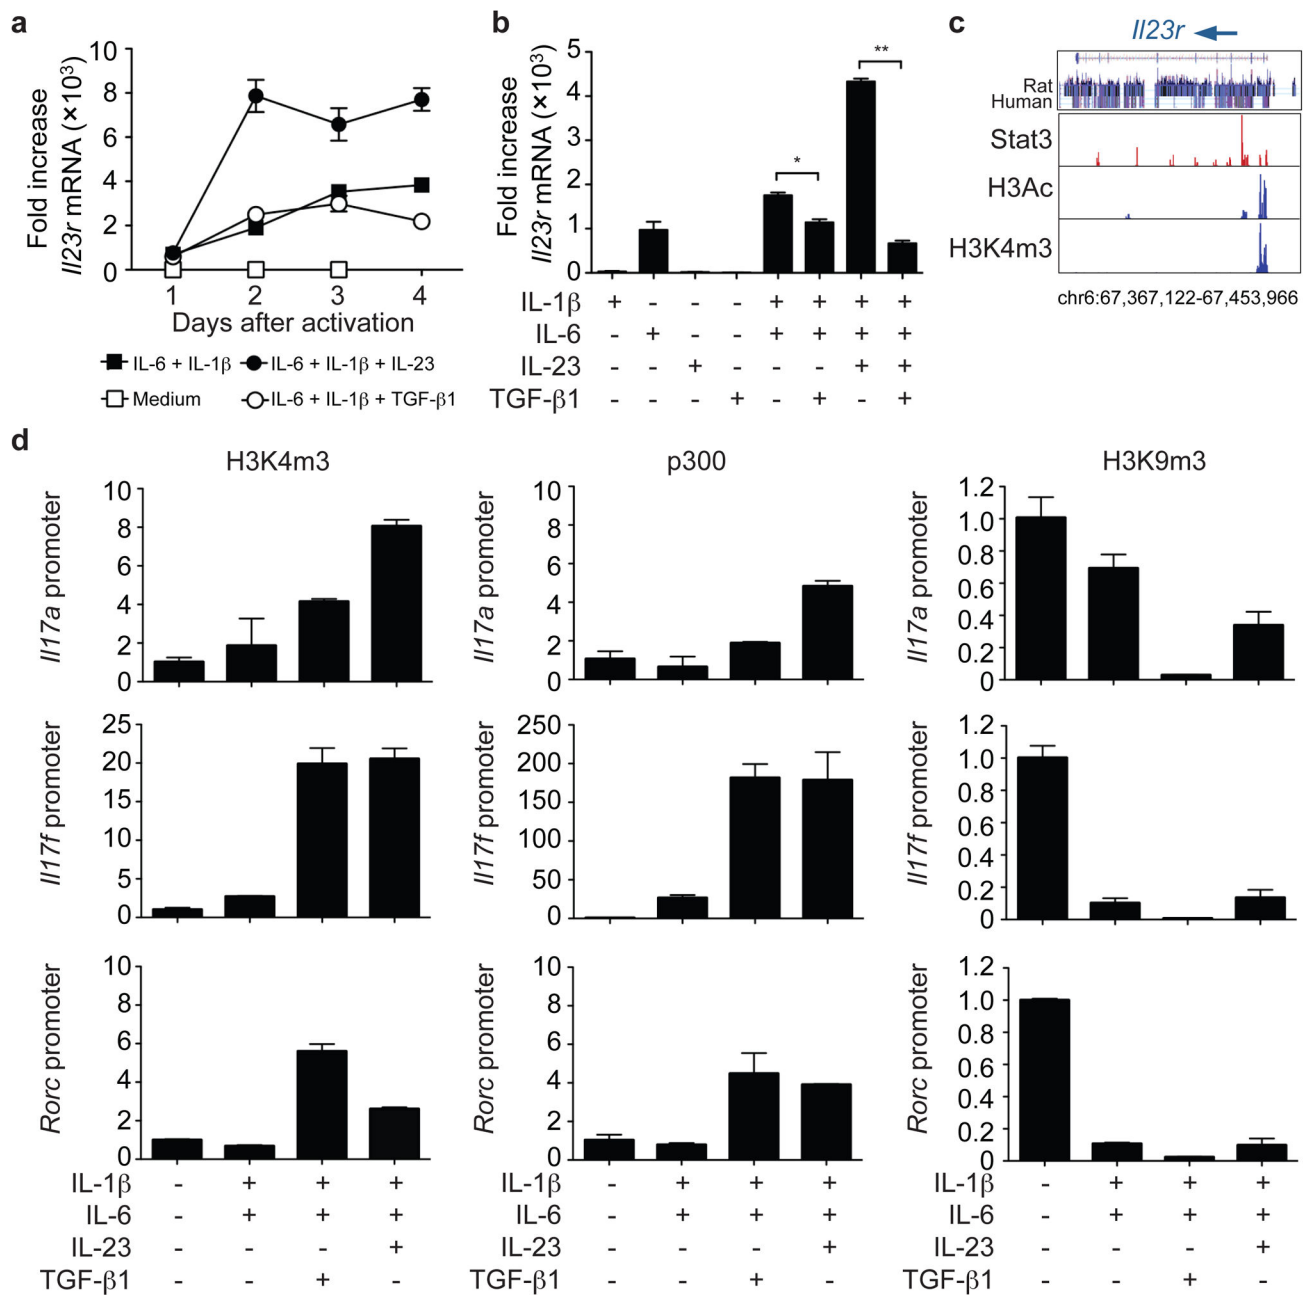 a
Fold increase
Il23r mRNA (×10³)
10
8
6
4
2
0
1 2 3 4
Days after activation
IL-6 + IL-1β IL-6 + IL-1β + IL-23
Medium IL-6 + IL-1β + TGF-β1
b
Fold increase
Il23r mRNA (×10³)
5
4
3
2
1
0
* **
IL-1β + - - - + + + +
IL-6 - + - - + + + +
IL-23 - - + - - - + +
TGF-β1 - - - + - + - +
c
Il23r
Rat
Human
Stat3
H3Ac
H3K4m3
chr6:67,367,122-67,453,966
d
H3K4m3 p300 H3K9m3
Il17a promoter
10
8
6
4
2
0
Il17a promoter
10
8
6
4
2
0
Il17a promoter
1.2
1.0
0.8
0.6
0.4
0.2
0
Il17f promoter
25
20
15
10
5
0
Il17f promoter
250
200
150
100
50
0
Il17f promoter
1.2
1.0
0.8
0.6
0.4
0.2
0
Rorc promoter
10
8
6
4
2
0
Rorc promoter
10
8
6
4
2
0
Rorc promoter
1.2
1.0
0.8
0.6
0.4
0.2
0
IL-1β - + + + - + + + IL-1β - + + +
IL-6 - + + + IL-6 - + + + IL-6 - + + +
IL-23 - - - + - - - + IL-23 - - - +
TGF-β1 - - + - - - + - TGF-β1 - - + -